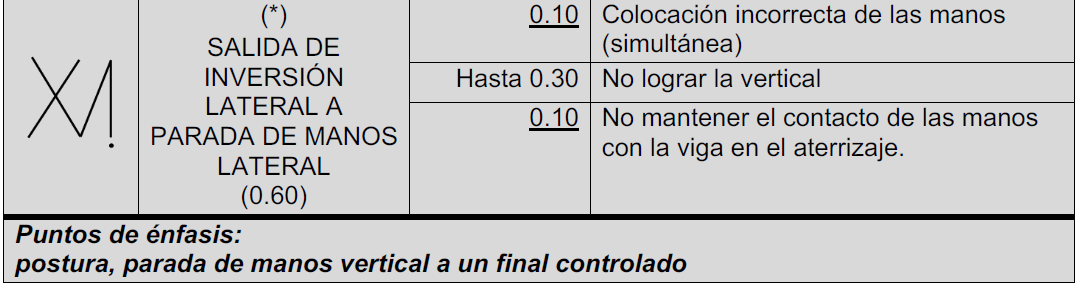 (*)
SALIDA DE
INVERSIÓN
LATERAL A
PARADA DE MANOS
LATERAL
(0.60)
0.10 Colocación incorrecta de las manos
(simultánea)
Hasta 0.30 No lograr la vertical
0.10 No mantener el contacto de las manos
con la viga en el aterrizaje.
Puntos de énfasis:
postura, parada de manos vertical a un final controlado